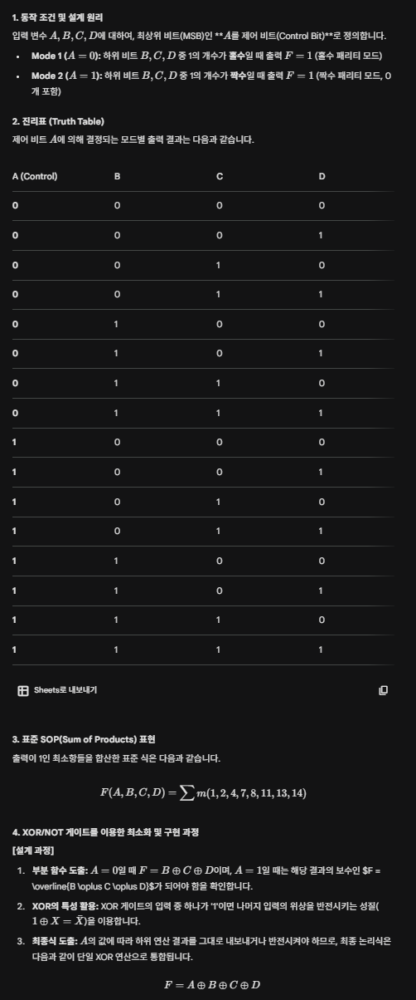 1. 동작 조건 및 설계 원리
입력 변수 A, B, C, D에 대하여, 최상위 비트(MSB)인 **A를 제어 비트(Control Bit)**로 정의합니다.
• Mode 1 (A = 0): 하위 비트 B, C, D 중 1의 개수가 홀수일 때 출력 F = 1 (홀수 패리티 모드)
• Mode 2 (A = 1): 하위 비트 B, C, D 중 1의 개수가 짝수일 때 출력 F = 1 (짝수 패리티 모드, 0
개 포함)
2. 진리표 (Truth Table)
제어 비트 A에 의해 결정되는 모드별 출력 결과는 다음과 같습니다.
A (Control) B C D
0 0 0 0
0 0 0 1
0 0 1 0
0 0 1 1
0 1 0 0
0 1 0 1
0 1 1 0
0 1 1 1
1 0 0 0
1 0 0 1
1 0 1 0
1 0 1 1
1 1 0 0
1 1 0 1
1 1 1 0
1 1 1 1
Sheets로 내보내기
3. 표준 SOP(Sum of Products) 표현
출력이 1인 최소항들을 합산한 표준 식은 다음과 같습니다.
F(A, B, C, D) = ∑ m(1, 2, 4, 7, 8, 11, 13, 14)
4. XOR/NOT 게이트를 이용한 최소화 및 구현 과정
[설계 과정]
1. 부분 함수 도출: A = 0일 때 F = B ⊕ C ⊕ D이며, A = 1일 때는 해당 결과의 보수인 $F =
\overline{B \oplus C \oplus D}$가 되어야 함을 확인합니다.
2. XOR의 특성 활용: XOR 게이트의 입력 중 하나가 '1'이면 나머지 입력의 위상을 반전시키는 성질(
1 ⊕ X = X̄)을 이용합니다.
3. 최종식 도출: A의 값에 따라 하위 연산 결과를 그대로 내보내거나 반전시켜야 하므로, 최종 논리식은
다음과 같이 단일 XOR 연산으로 통합됩니다.
F = A ⊕ B ⊕ C ⊕ D